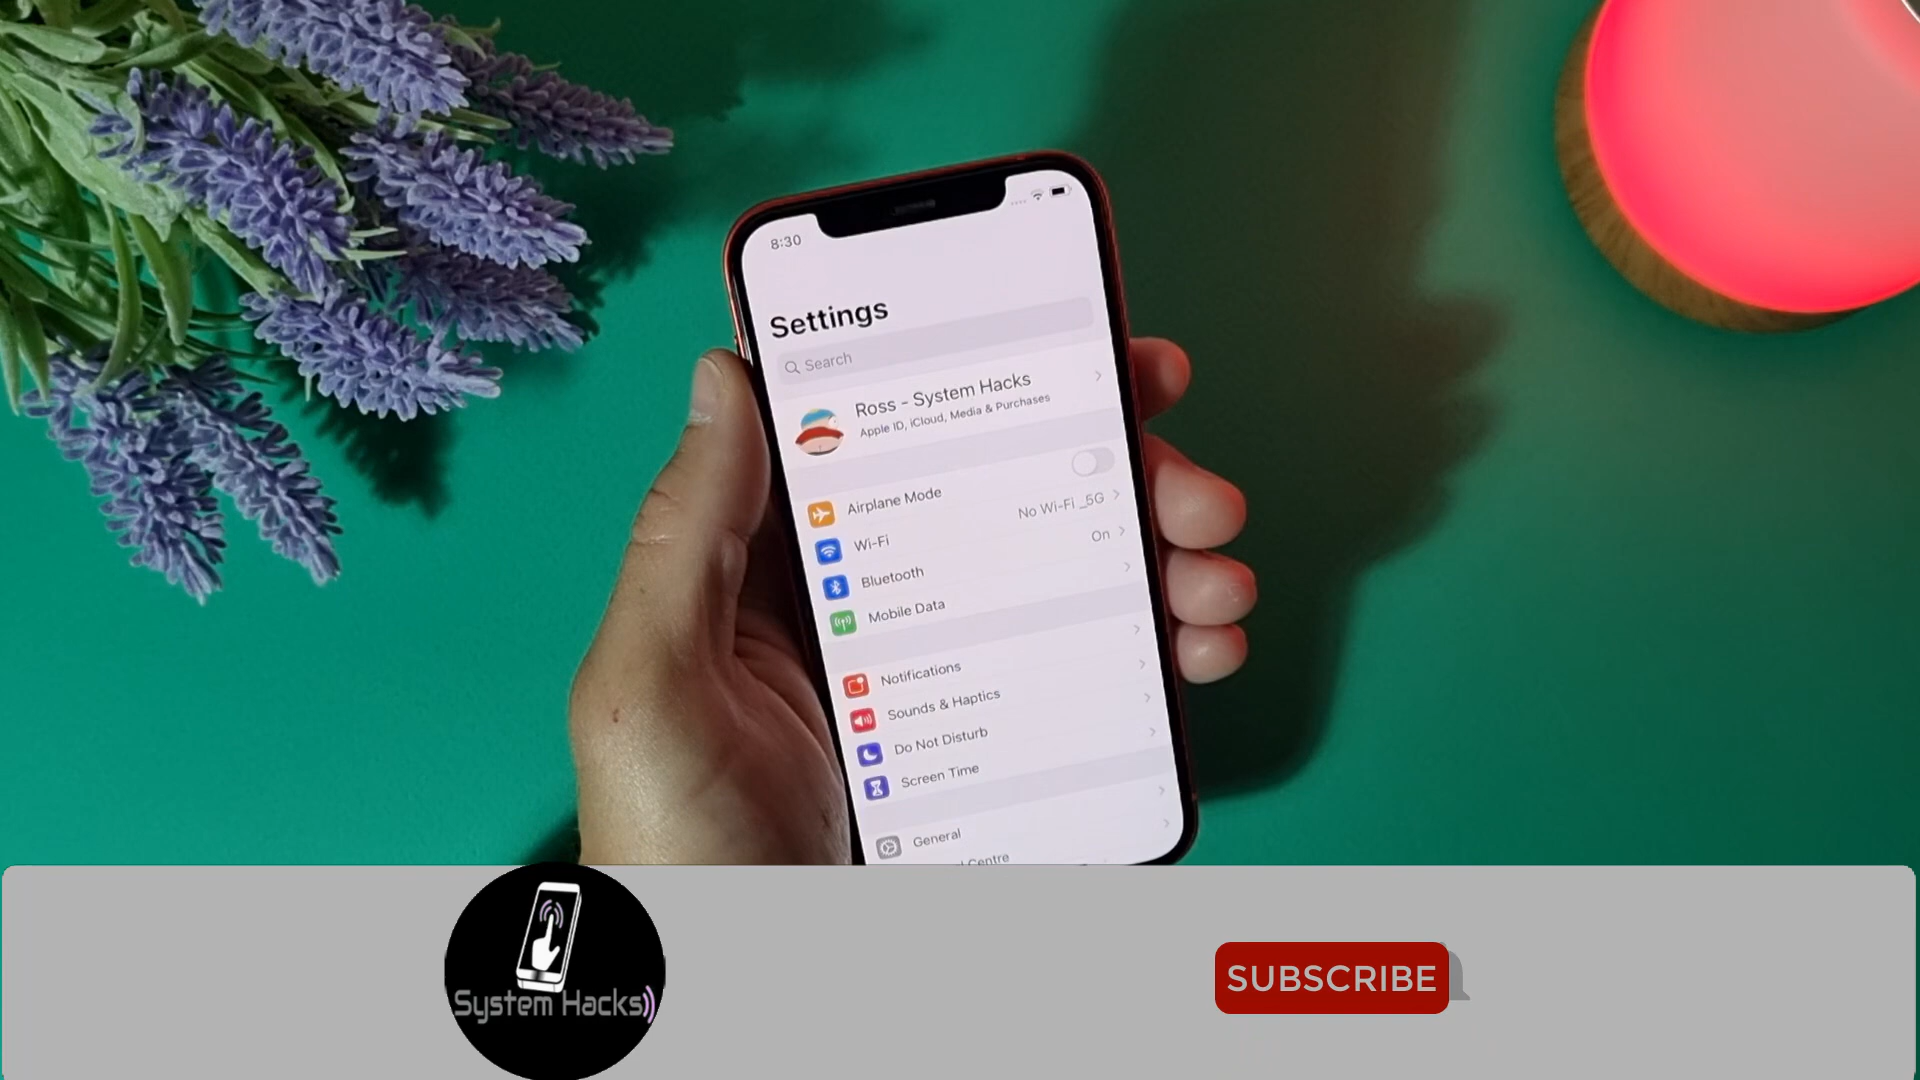 8:30
Settings
Search
Ross - System Hacks
Apple ID, iCloud, Media & Purchases
Airplane Mode
Wi-Fi No Wi-Fi _5G
Bluetooth On
Mobile Data
Notifications
Sounds & Haptics
Do Not Disturb
Screen Time
General
Centre
System Hacks
SUBSCRIBE